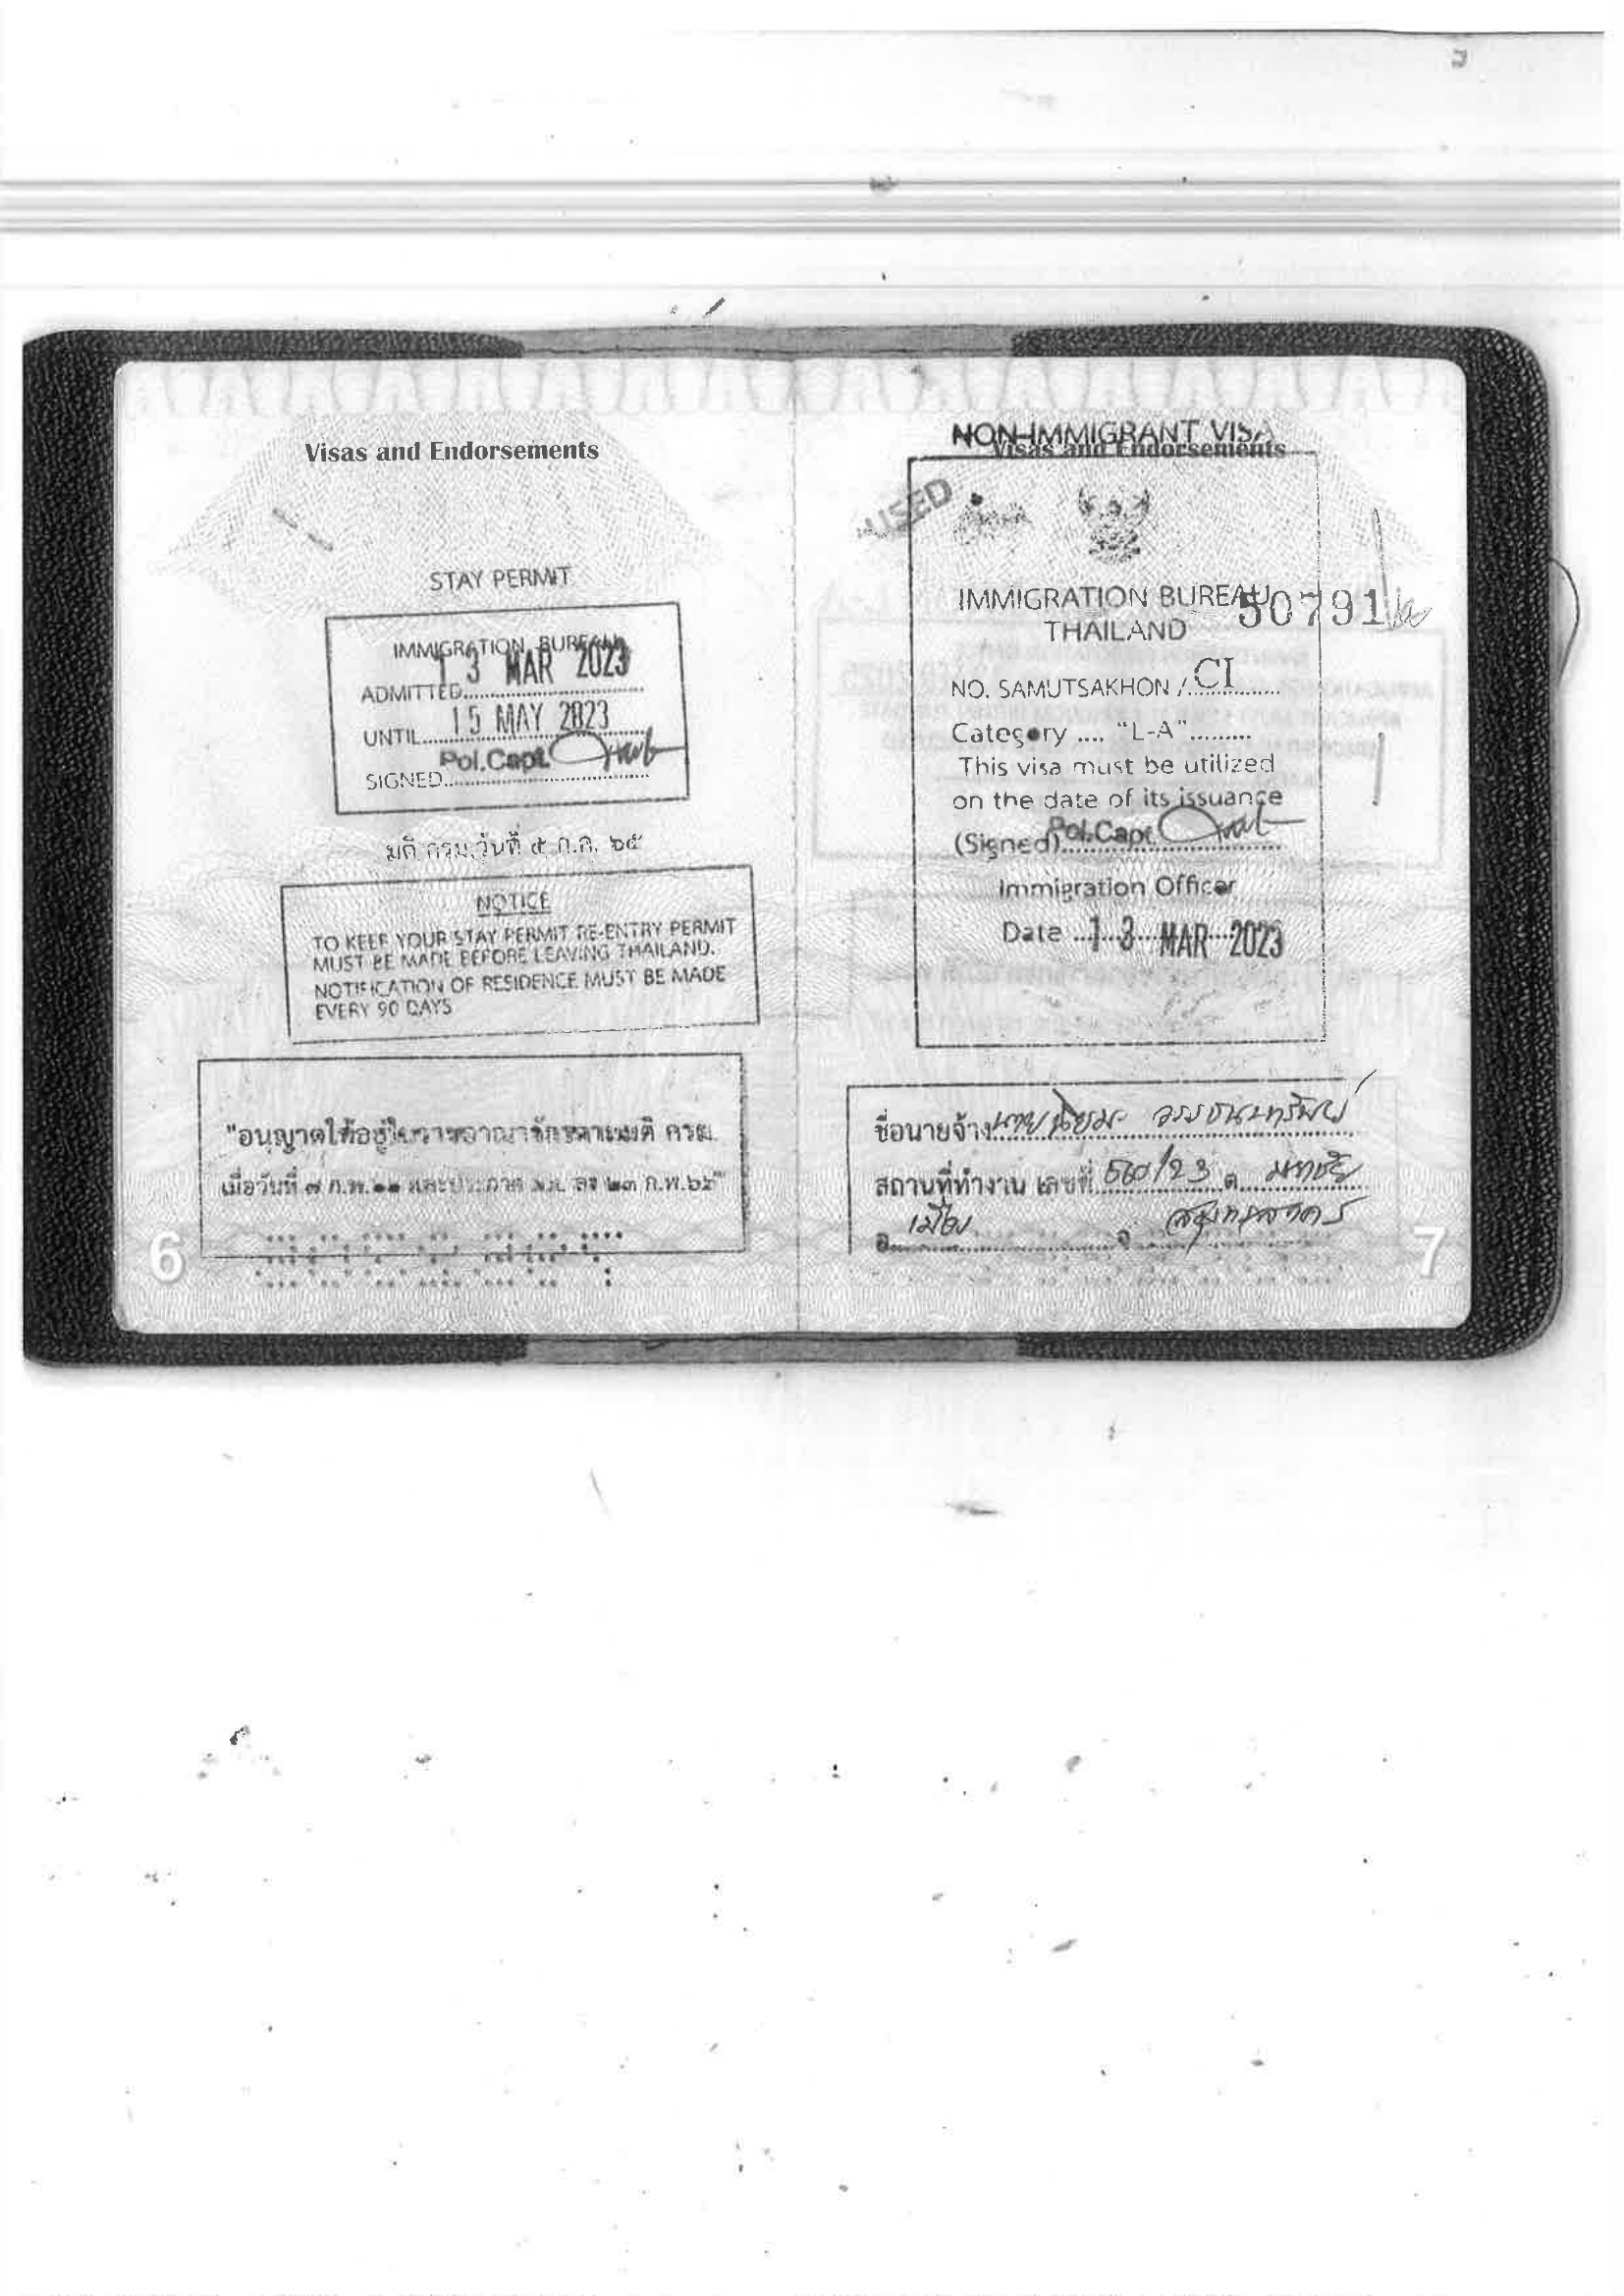 Visas and Endorsements
STAY PERMIT
IMMIGRATION BUREAU
ADMITTED 13 MAR 2023
UNTIL 15 MAY 2023
Pol.Capt.
SIGNED
มติ ครม.วันที่ ๕ ก.ค. ๖๕
NOTICE
TO KEEP YOUR STAY PERMIT RE-ENTRY PERMIT
MUST BE MADE BEFORE LEAVING THAILAND.
NOTIFICATION OF RESIDENCE MUST BE MADE
EVERY 90 DAYS
"อนุญาตให้อยู่ในราชอาณาจักรตามมติ ครม.
เมื่อวันที่ ๗ ก.พ. และประกาศ ลว ๒๓ ก.พ.
6
NON-IMMIGRANT VISA
Visas and Endorsements
USED
IMMIGRATION BUREAU
50791
THAILAND
NO. SAMUTSAKHON / CI
Category .... "L-A"
This visa must be utilized
on the date of its issuance
(Signed) Pol.Capt.
Immigration Officer
Date 13 MAR 2023
ชื่อนายจ้าง นาย
สถานที่ทำงาน เลขที่ 560/23 ต. มหาชัย
อ. เมือง จ. สมุทรสาคร
7